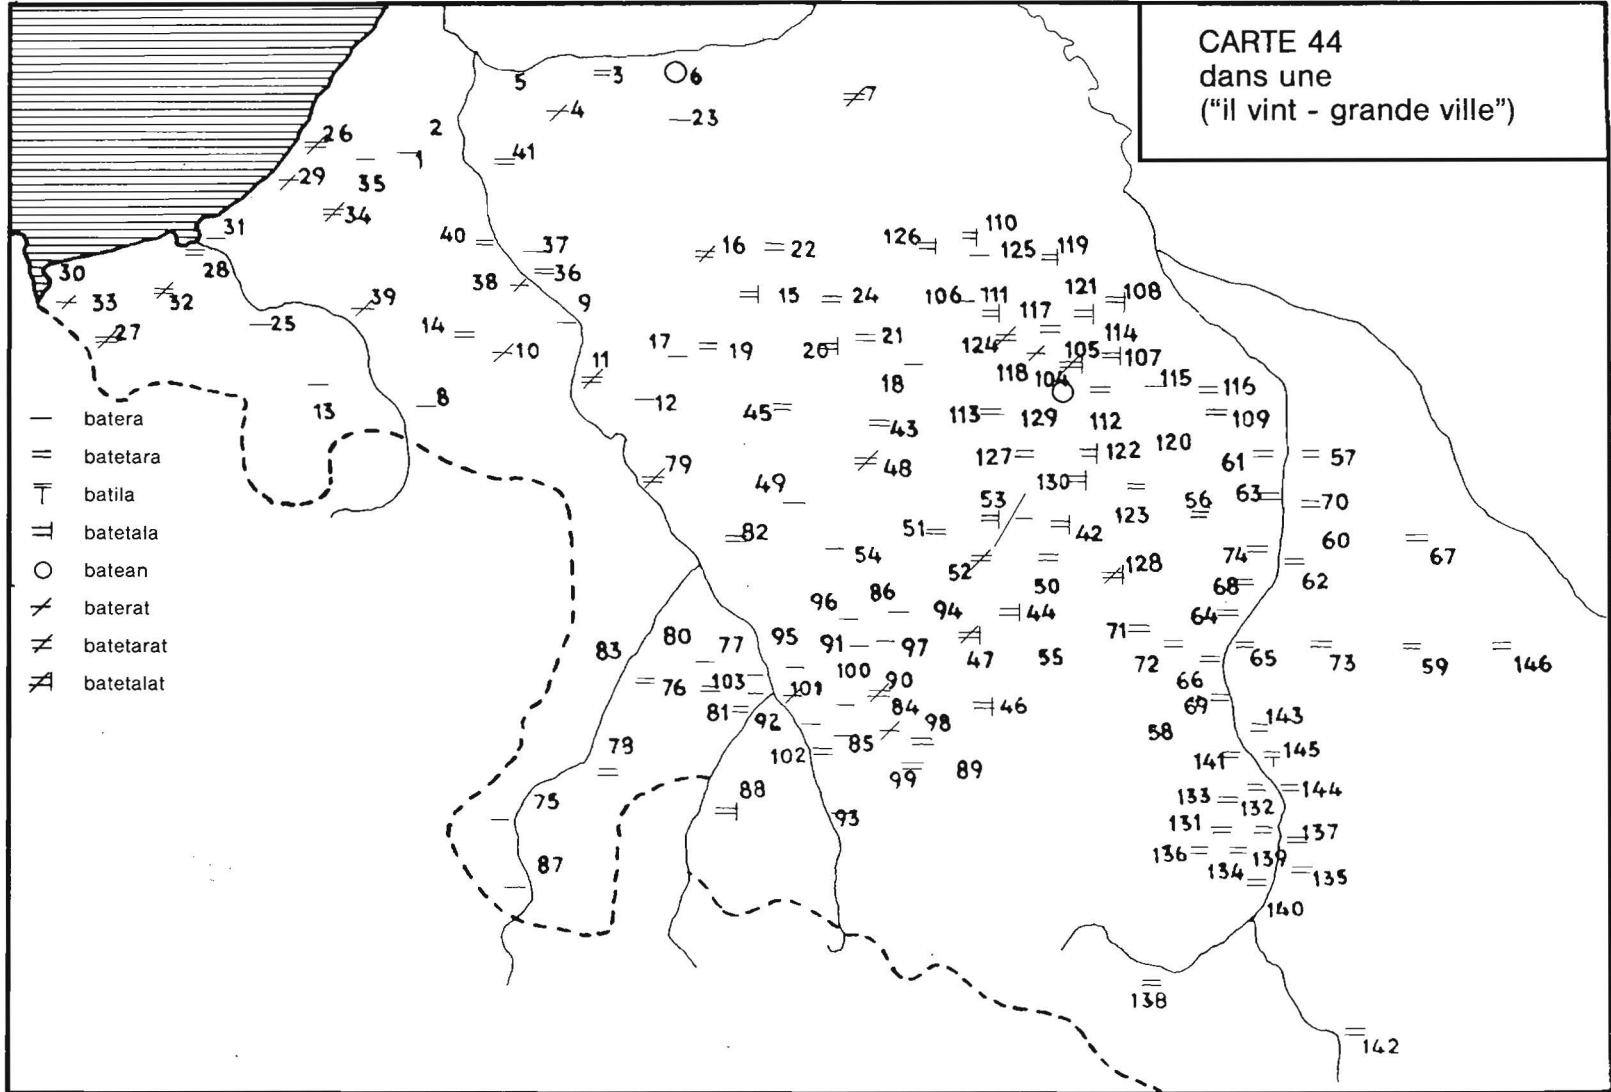 CARTE 44
dans une
("il vint - grande ville")
5 3 6 7
4 23
26 2 1 41
29 35
34
31 40 37 16 22 126 110 125 119
30 28 38 36
33 32 39 9 15 24 106 111 121 108
27 25 14 10 17 19 20 21 117 124 114
11 18 118 104 105 107
13 8 12 45 43 113 129 112 115 116 109
79 49 48 127 122 120 61 57
53 130 56 63 70
82 54 51 42 123 60 67
52 50 128 74 62
96 86 94 44 68 64
83 80 77 95 91 97 47 55 71 72 65 73 59 146
76 103 101 100 90 66
81 92 84 98 46 69 58 143
78 102 85 99 89 141 145
75 88 93 133 132 144
131 137
87 136 139 134 135
140
138
142
batera
batetara
batila
batetala
batean
baterat
batetarat
batetalat